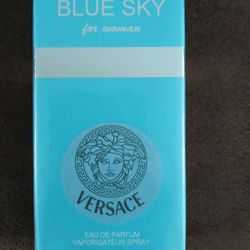 BLUE SKY
for woman
VERSACE
EAU DE PARFUM
VAPORISATEUR SPRAY